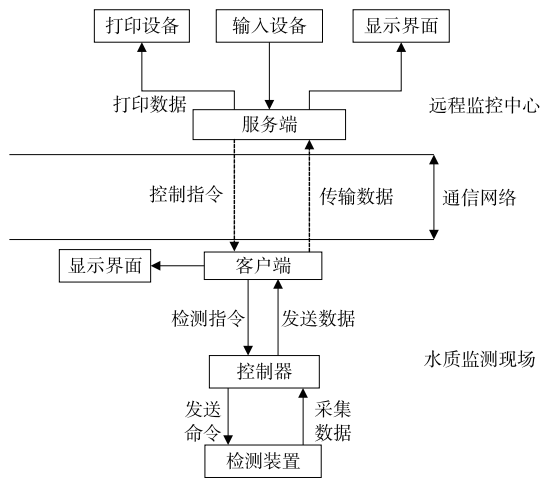 打印设备
输入设备
显示界面
打印数据
远程监控中心
服务端
控制指令
传输数据
通信网络
显示界面
客户端
检测指令
发送数据
水质监测现场
控制器
发送
命令
采集
数据
检测装置